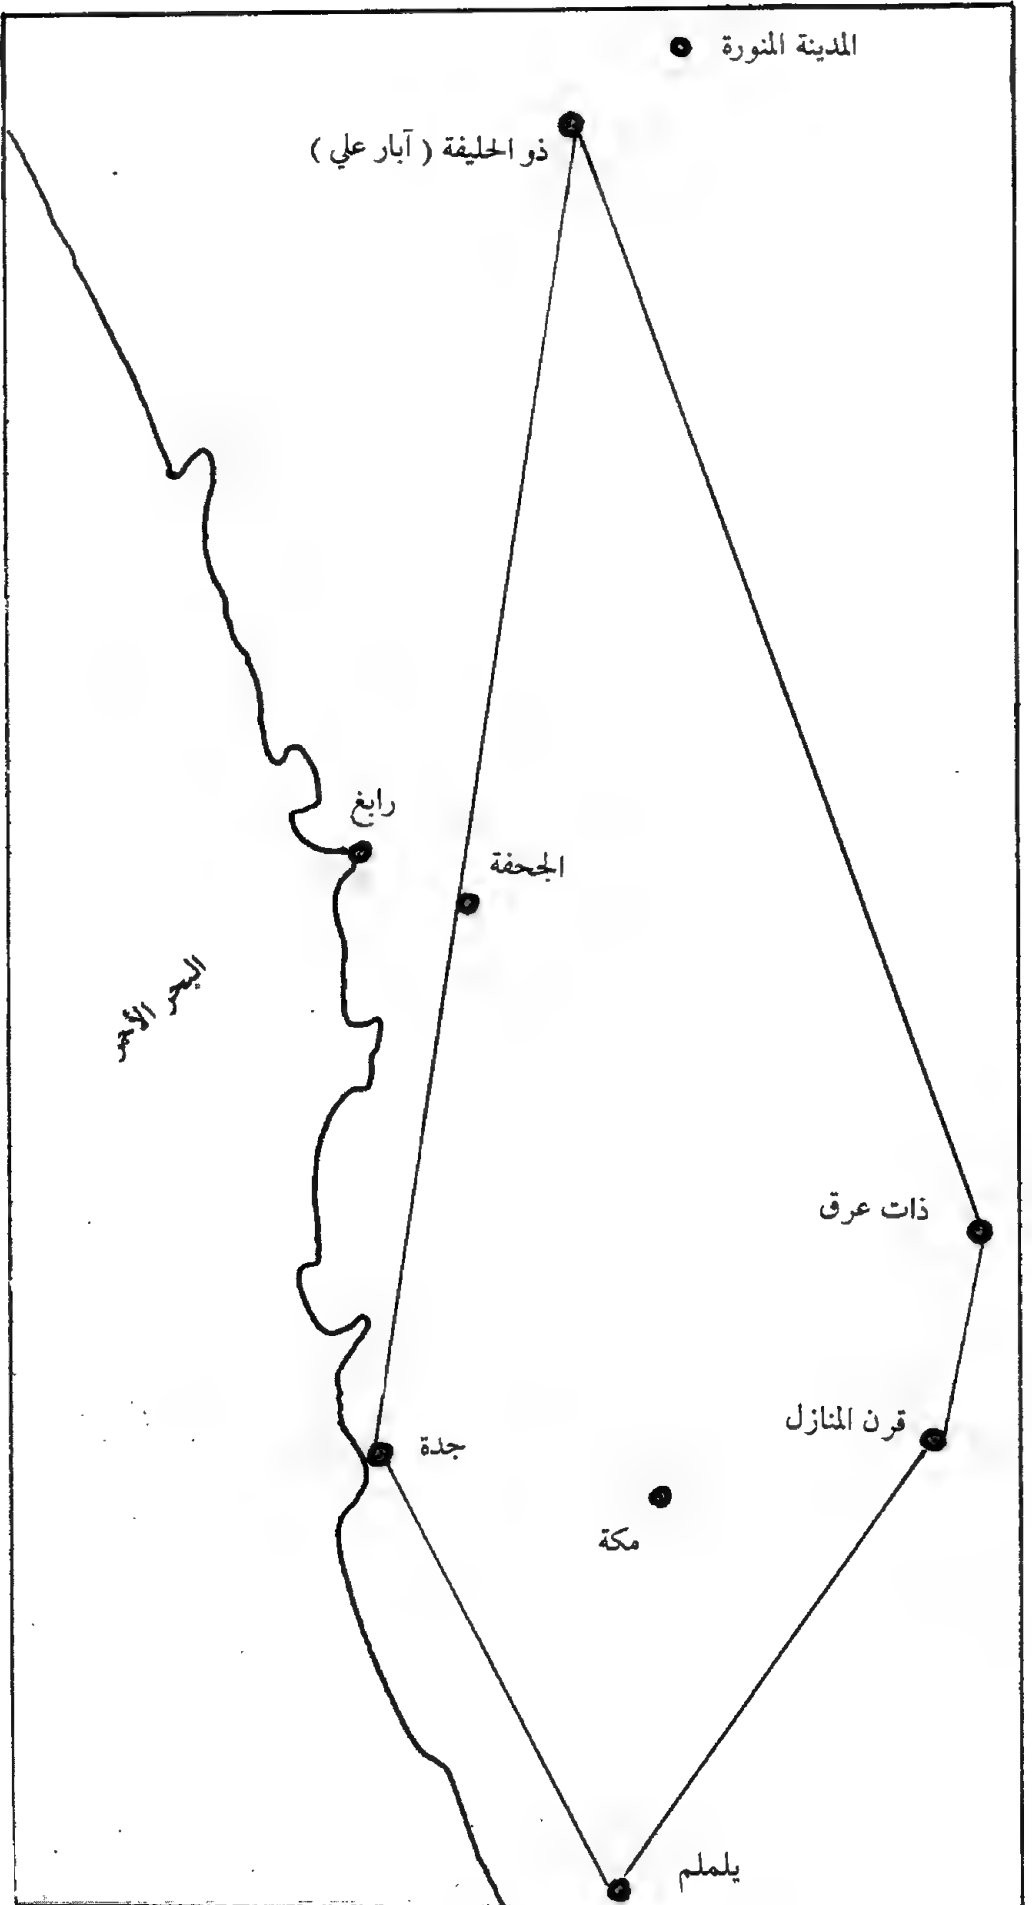 المدينة المنورة
ذو الحليفة ( آبار علي )
رابغ
الجحفة
البحر الأحمر
ذات عرق
قرن المنازل
جدة
مكة
يلملم